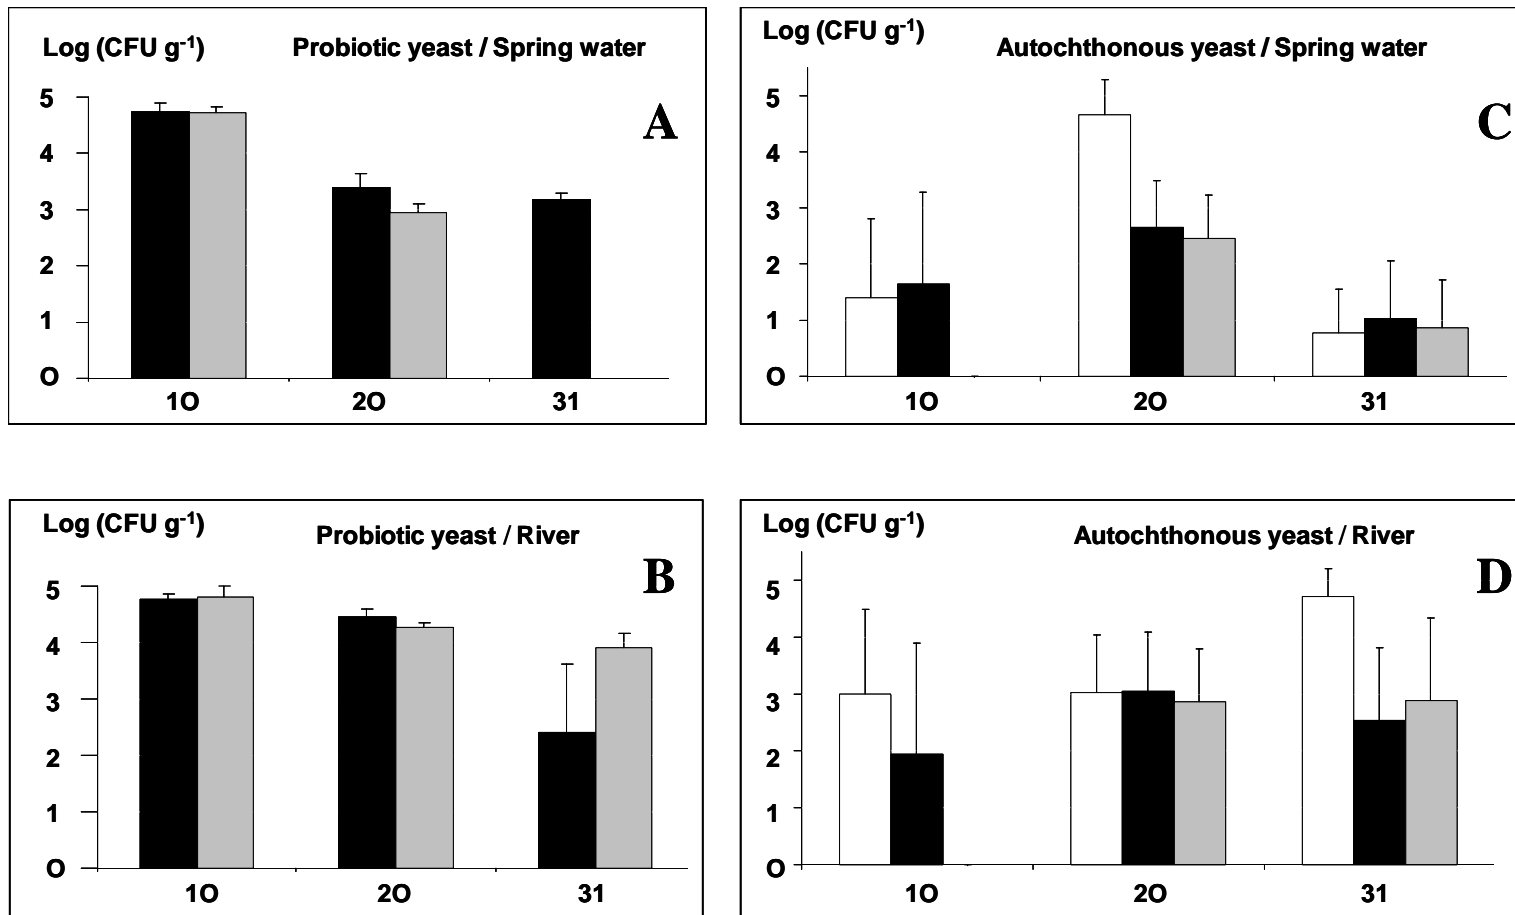 Log (CFU g-1) Probiotic yeast / Spring water
A
5
4
3
2
1
O
1O 2O 31
Log (CFU g-1) Autochthonous yeast / Spring water
C
5
4
3
2
1
O
1O 2O 31
Log (CFU g-1) Probiotic yeast / River
B
5
4
3
2
1
O
1O 2O 31
Log (CFU g-1) Autochthonous yeast / River
D
5
4
3
2
1
O
1O 2O 31